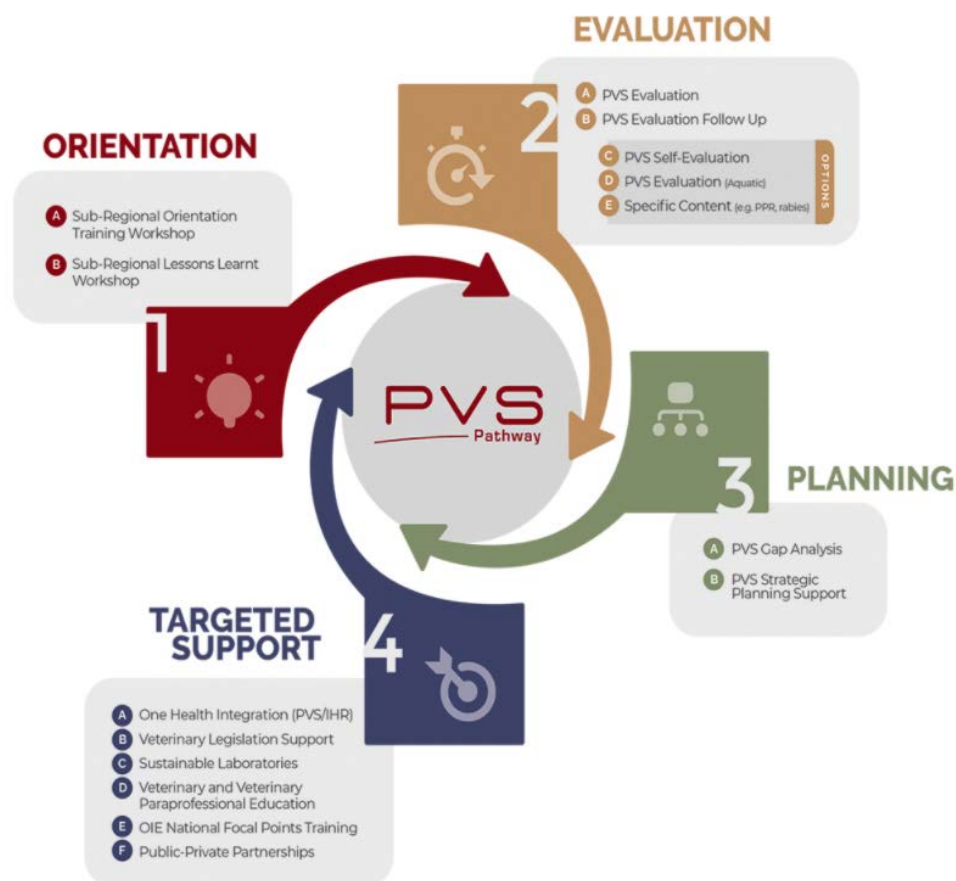 ORIENTATION
1
A Sub-Regional Orientation
Training Workshop
B Sub-Regional Lessons Learnt
Workshop
EVALUATION
2
A PVS Evaluation
B PVS Evaluation Follow Up
C PVS Self-Evaluation
D PVS Evaluation (Aquatic)
E Specific Content (e.g. PPR, rabies)
OPTIONS
PVS
Pathway
3
PLANNING
A PVS Gap Analysis
B PVS Strategic
Planning Support
TARGETED
SUPPORT
4
A One Health Integration (PVS/IHR)
B Veterinary Legislation Support
C Sustainable Laboratories
D Veterinary and Veterinary
Paraprofessional Education
E OIE National Focal Points Training
F Public-Private Partnerships